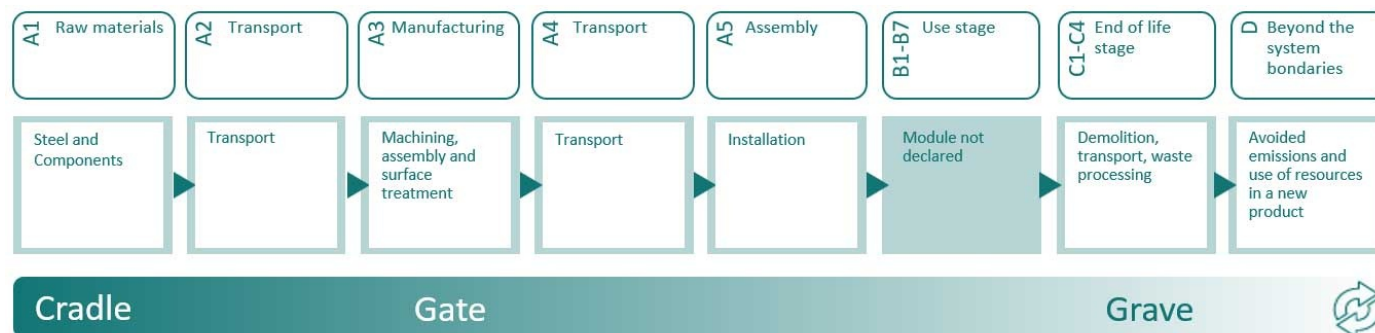 A1
Raw materials
A2
Transport
A3
Manufacturing
A4
Transport
A5
Assembly
B1-B7
Use stage
C1-C4
End of life
stage
D
Beyond the
system
bondaries
Steel and
Components
Transport
Machining,
assembly and
surface
treatment
Transport
Installation
Module not
declared
Demolition,
transport, waste
processing
Avoided
emissions and
use of resources
in a new
product
Cradle
Gate
Grave